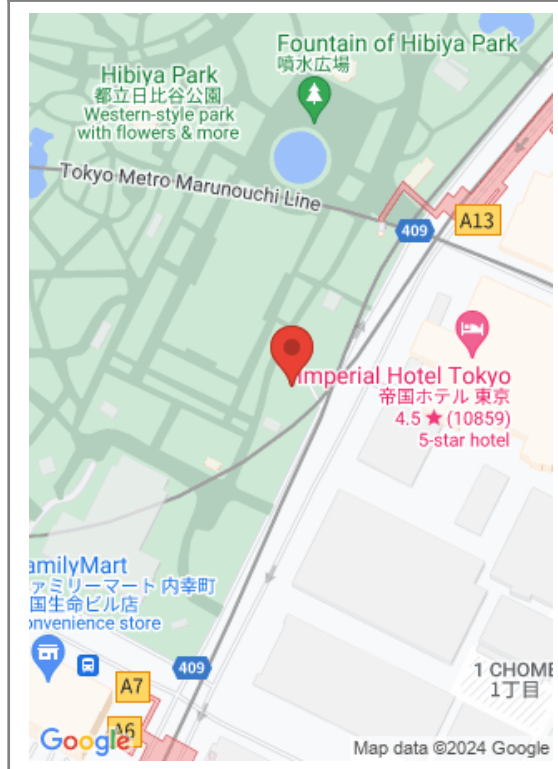 Fountain of Hibiya Park
噴水広場
Hibiya Park
都立日比谷公園
Western-style park
with flowers & more
Tokyo Metro Marunouchi Line
A13
409
Imperial Hotel Tokyo
帝国ホテル 東京
4.5 ★ (10859)
5-star hotel
amilyMart
ァミリーマート 内幸町
国生命ビル店
onvenience store
409
1 CHOME
1丁目
A7
A6
Google
Map data ©2024 Google